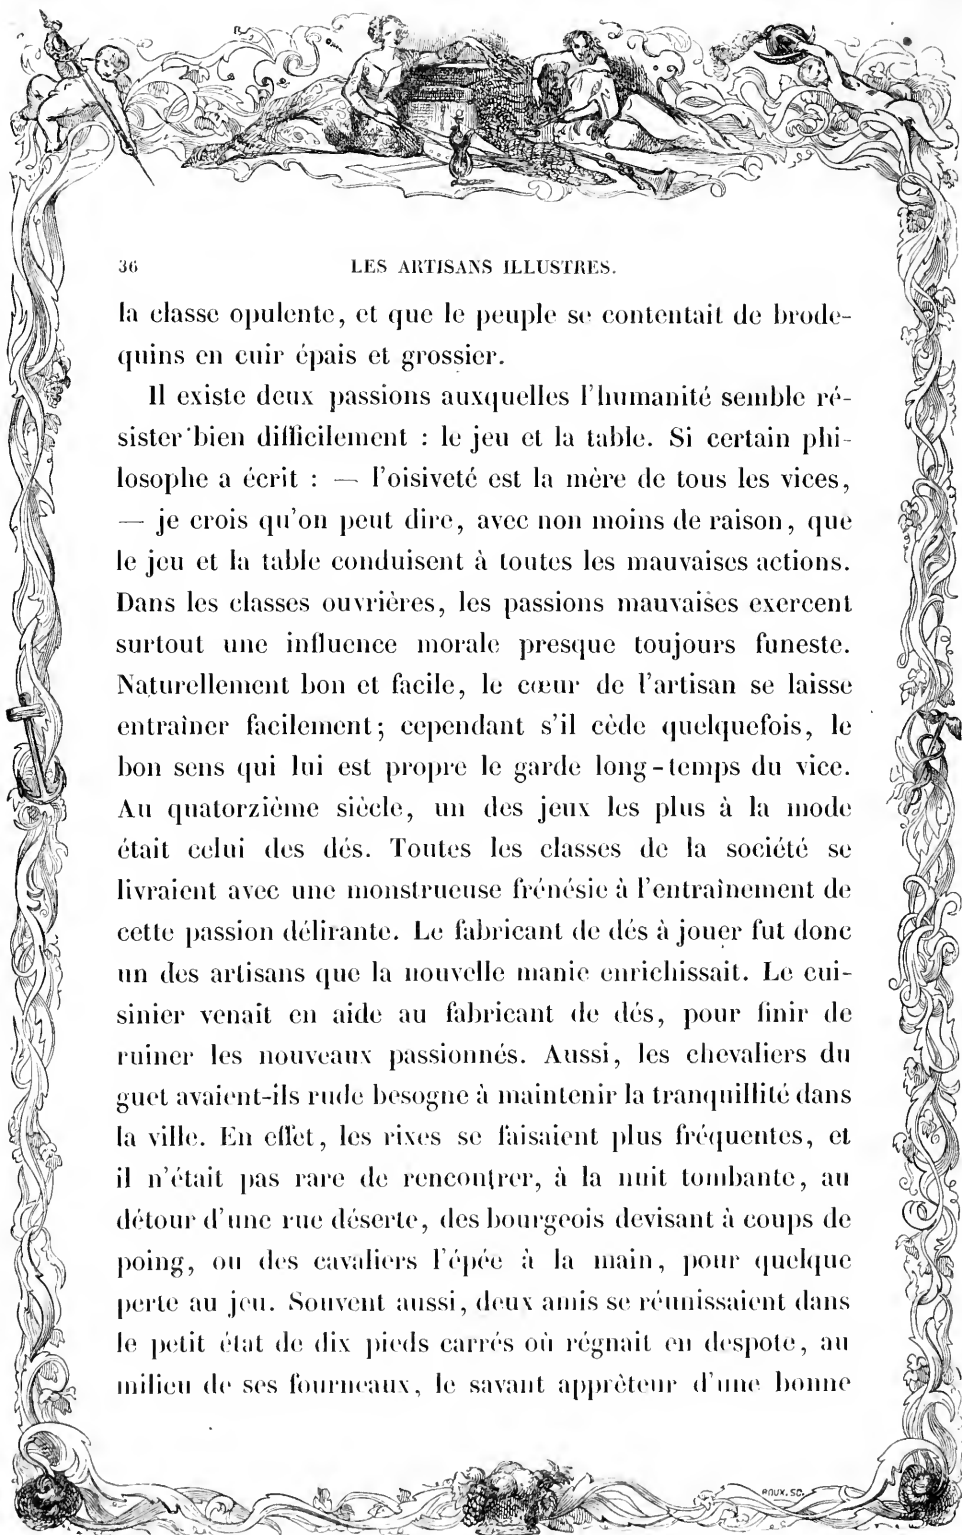 36 LES ARTISANS ILLUSTRES.
la classe opulente, et que le peuple se contentait de brode-
quins en cuir épais et grossier.
Il existe deux passions auxquelles l'humanité semble ré-
sister bien difficilement : le jeu et la table. Si certain phi-
losophe a écrit : — l'oisiveté est la mère de tous les vices,
— je crois qu'on peut dire, avec non moins de raison, que
le jeu et la table conduisent à toutes les mauvaises actions.
Dans les classes ouvrières, les passions mauvaises exercent
surtout une influence morale presque toujours funeste.
Naturellement bon et facile, le cœur de l'artisan se laisse
entraîner facilement; cependant s'il cède quelquefois, le
bon sens qui lui est propre le garde long-temps du vice.
Au quatorzième siècle, un des jeux les plus à la mode
était celui des dés. Toutes les classes de la société se
livraient avec une monstrueuse frénésie à l'entraînement de
cette passion délirante. Le fabricant de dés à jouer fut donc
un des artisans que la nouvelle manie enrichissait. Le cui-
sinier venait en aide au fabricant de dés, pour finir de
ruiner les nouveaux passionnés. Aussi, les chevaliers du
guet avaient-ils rude besogne à maintenir la tranquillité dans
la ville. En effet, les rixes se faisaient plus fréquentes, et
il n'était pas rare de rencontrer, à la nuit tombante, au
détour d'une rue déserte, des bourgeois devisant à coups de
poing, ou des cavaliers l'épée à la main, pour quelque
perte au jeu. Souvent aussi, deux amis se réunissaient dans
le petit état de dix pieds carrés où régnait en despote, au
milieu de ses fourneaux, le savant apprêteur d'une bonne
ROUX. SC.